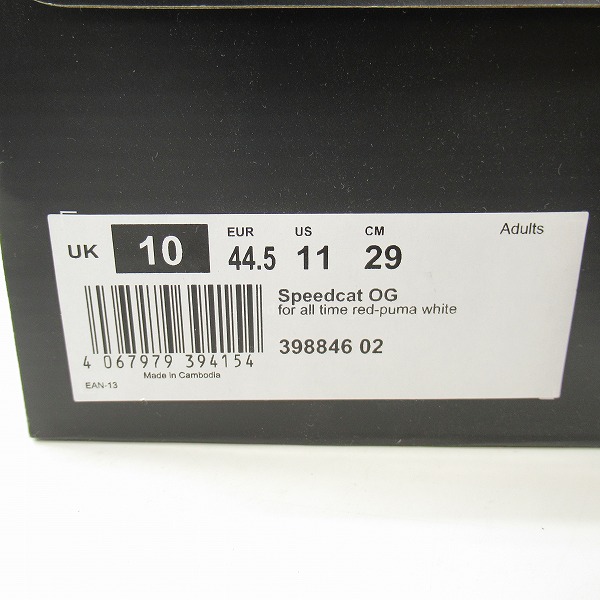 UK 10 EUR 44.5 US 11 CM 29 Adults
Speedcat OG
for all time red-puma white
398846 02
4 067979 394154
Made in Cambodia
EAN-13